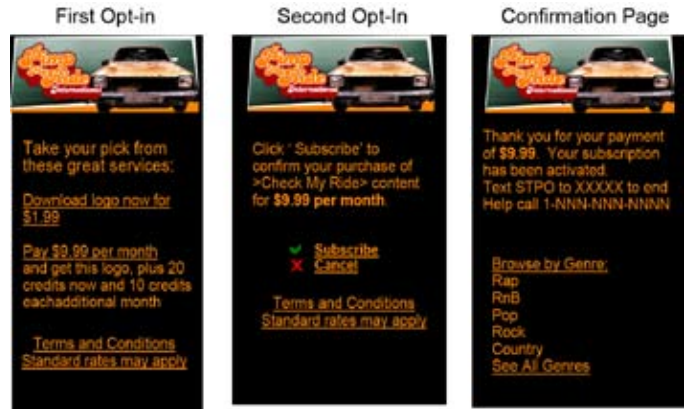 First Opt-in
Take your pick from
these great services:
Download logo now for
$1.99
Pay $9.99 per month
and get this logo, plus 20
credits now and 10 credits
eachadditional month
Terms and Conditions
Standard rates may apply
Second Opt-In
Click ' Subscribe' to
confirm your purchase of
>Check My Ride> content
for $9.99 per month
Subscribe
Cancel
Terms and Conditions
Standard rates may apply
Confirmation Page
Thank you for your payment
of $9.99. Your subscription
has been activated.
Text STPO to XXXXX to end
Help call 1-NNN-NNN-NNNN
Browse by Genre:
Rap
RnB
Pop
Rock
Country
See All Genres